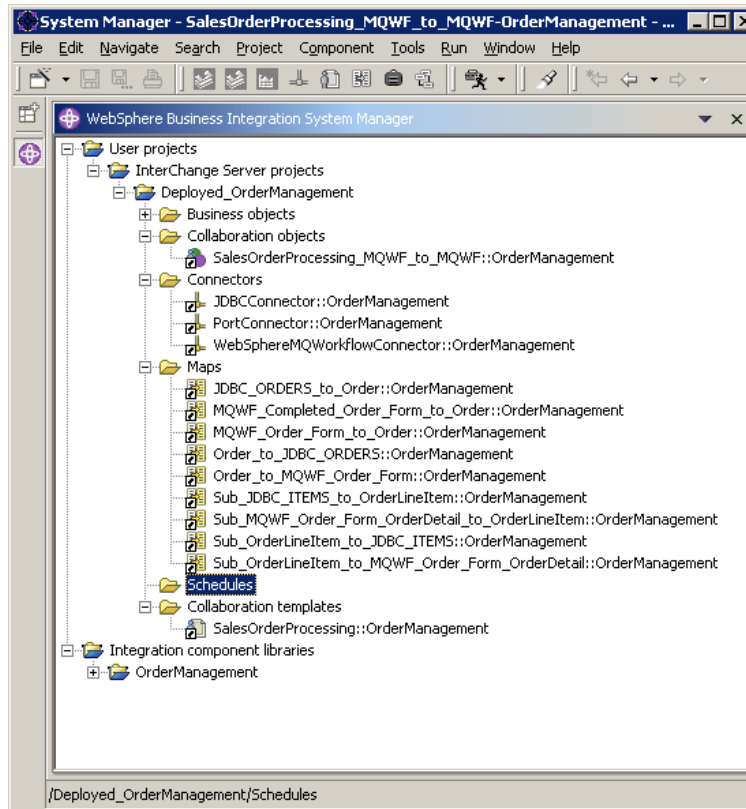 System Manager - SalesOrderProcessing_MQWF_to_MQWF-OrderManagement - ...
File Edit Navigate Search Project Component Tools Run Window Help
WebSphere Business Integration System Manager
User projects
InterChange Server projects
Deployed_OrderManagement
Business objects
Collaboration objects
SalesOrderProcessing_MQWF_to_MQWF::OrderManagement
Connectors
JDBCConnector::OrderManagement
PortConnector::OrderManagement
WebSphereMQWorkflowConnector::OrderManagement
Maps
JDBC_ORDERS_to_Order::OrderManagement
MQWF_Completed_Order_Form_to_Order::OrderManagement
MQWF_Order_Form_to_Order::OrderManagement
Order_to_JDBC_ORDERS::OrderManagement
Order_to_MQWF_Order_Form::OrderManagement
Sub_JDBC_ITEMS_to_OrderLineItem::OrderManagement
Sub_MQWF_Order_Form_OrderDetail_to_OrderLineItem::OrderManagement
Sub_OrderLineItem_to_JDBC_ITEMS::OrderManagement
Sub_OrderLineItem_to_MQWF_Order_Form_OrderDetail::OrderManagement
Schedules
Collaboration templates
SalesOrderProcessing::OrderManagement
Integration component libraries
OrderManagement
/Deployed_OrderManagement/Schedules